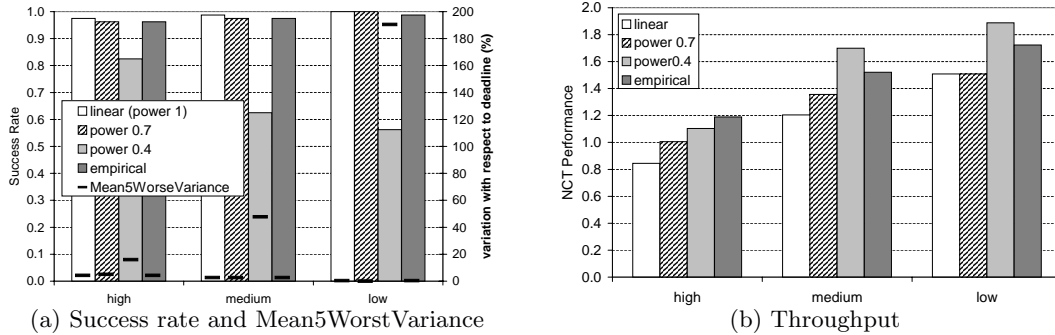 1.0
0.9
0.8
0.7
0.6
0.5
0.4
0.3
0.2
0.1
0.0
Success Rate
linear (power 1)
power 0.7
power 0.4
empirical
Mean5WorseVariance
high
medium
low
200
180
160
140
120
100
80
60
40
20
0
variation with respect to deadline (%)
(a) Success rate and Mean5WorstVariance
2.0
1.8
1.6
1.4
1.2
1.0
0.8
0.6
0.4
0.2
0.0
NCT Performance
linear
power 0.7
power0.4
empirical
high
medium
low
(b) Throughput